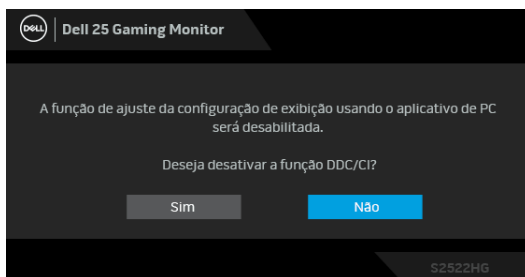 DELL Dell 25 Gaming Monitor
A função de ajuste da configuração de exibição usando o aplicativo de PC
será desabilitada.
Deseja desativar a função DDC/CI?
Sim Não
S2522HG